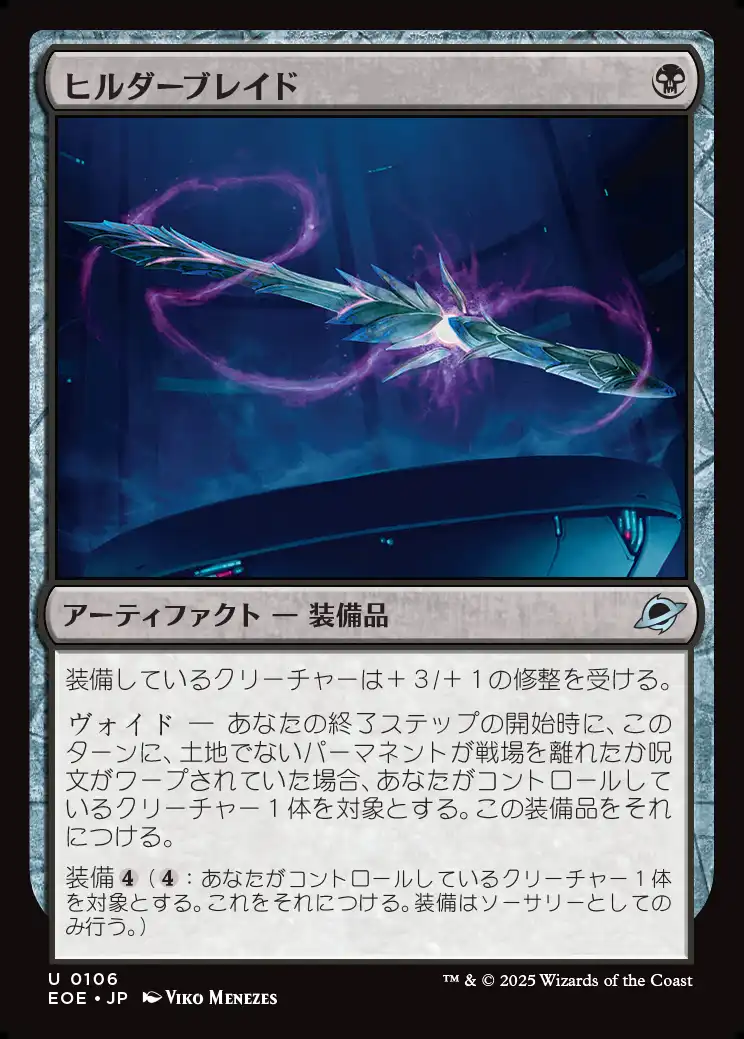 ヒルダーブレイド
アーティファクト — 装備品
装備しているクリーチャーは＋３/＋１の修整を受ける。
ヴォイド — あなたの終了ステップの開始時に、この
ターンに、土地でないパーマネントが戦場を離れたか呪
文がワープされていた場合、あなたがコントロールして
いるクリーチャー１体を対象とする。この装備品をそれ
につける。
装備4（4：あなたがコントロールしているクリーチャー１体
を対象とする。これをそれにつける。装備はソーサリーとしての
み行う。）
U 0106
EOE • JP VIKO MENEZES
™ & © 2025 Wizards of the Coast